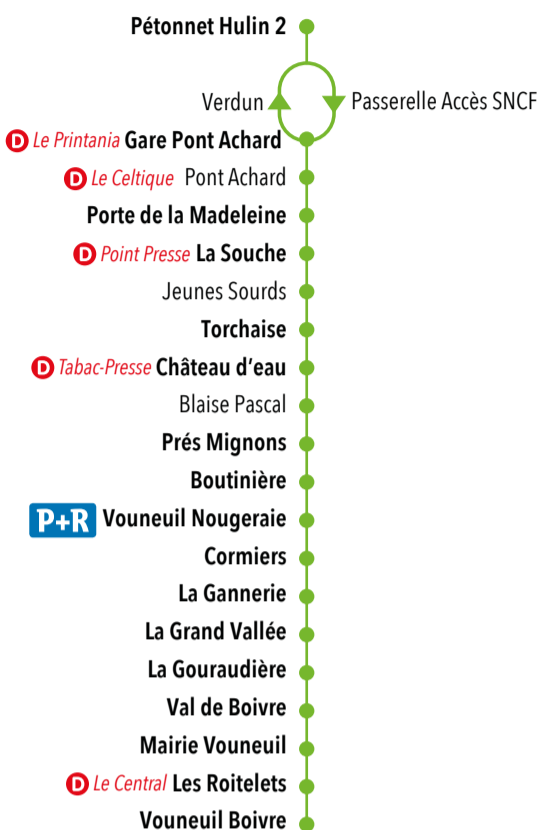 Pétonnet Hulin 2
Verdun Passerelle Accès SNCF
D Le Printania Gare Pont Achard
D Le Celtique Pont Achard
Porte de la Madeleine
D Point Presse La Souche
Jeunes Sourds
Torchaise
D Tabac-Presse Château d'eau
Blaise Pascal
Prés Mignons
Boutinière
P+R Vouneuil Nougeraie
Cormiers
La Gannerie
La Grand Vallée
La Gouraudière
Val de Boivre
Mairie Vouneuil
D Le Central Les Roitelets
Vouneuil Boivre